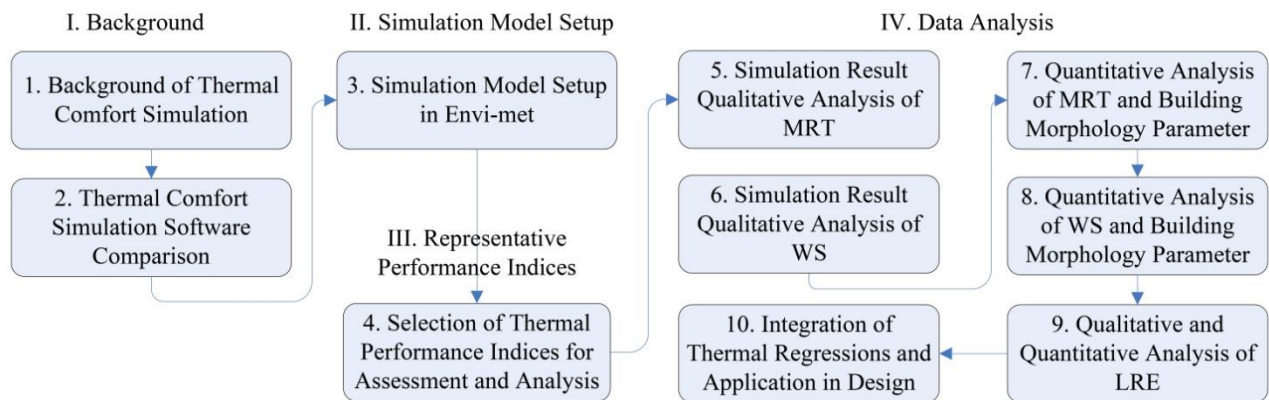 I. Background
1. Background of Thermal
Comfort Simulation
2. Thermal Comfort
Simulation Software
Comparison
II. Simulation Model Setup
3. Simulation Model Setup
in Envi-met
III. Representative
Performance Indices
4. Selection of Thermal
Performance Indices for
Assessment and Analysis
IV. Data Analysis
5. Simulation Result
Qualitative Analysis of
MRT
6. Simulation Result
Qualitative Analysis of
WS
7. Quantitative Analysis
of MRT and Building
Morphology Parameter
8. Quantitative Analysis
of WS and Building
Morphology Parameter
9. Qualitative and
Quantitative Analysis of
LRE
10. Integration of
Thermal Regressions and
Application in Design